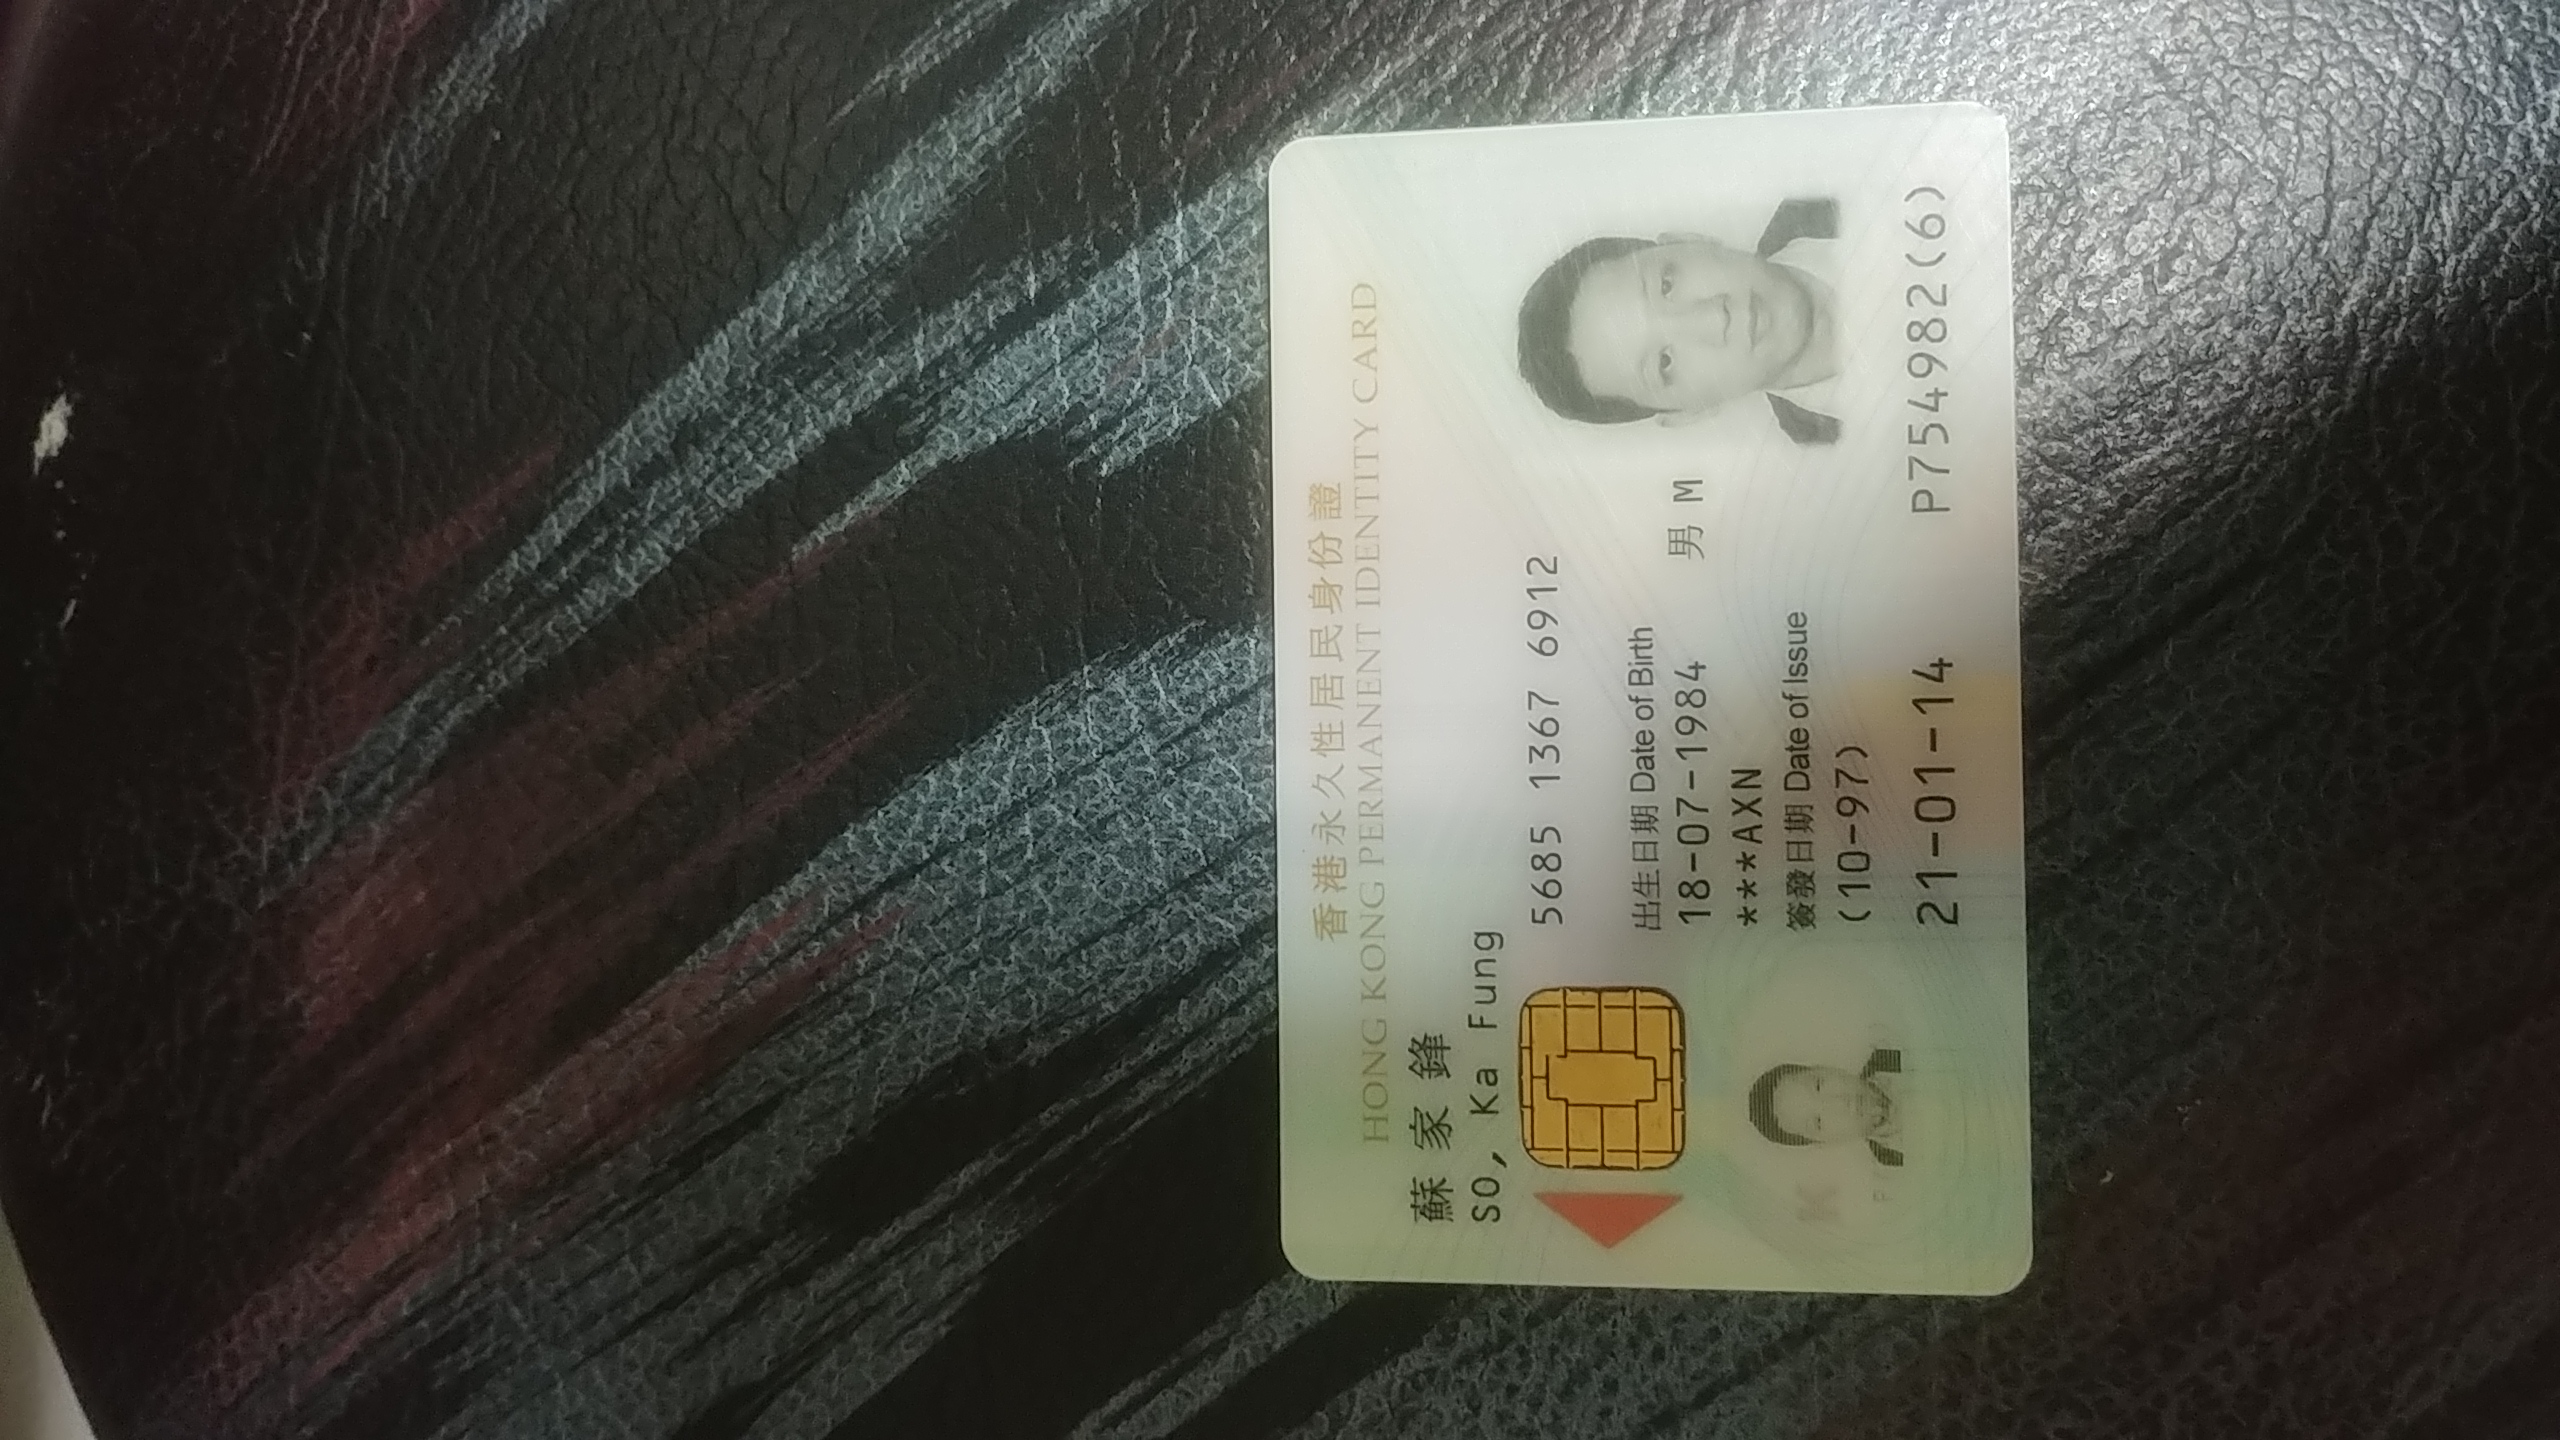 香港永久性居民身份證
HONG KONG PERMANENT IDENTITY CARD
蘇家鋒
SO, Ka Fung
5685 1367 6912
出生日期 Date of Birth
18-07-1984 男 M
***AXN
簽發日期 Date of Issue
(10-97)
21-01-14
P754982(6)